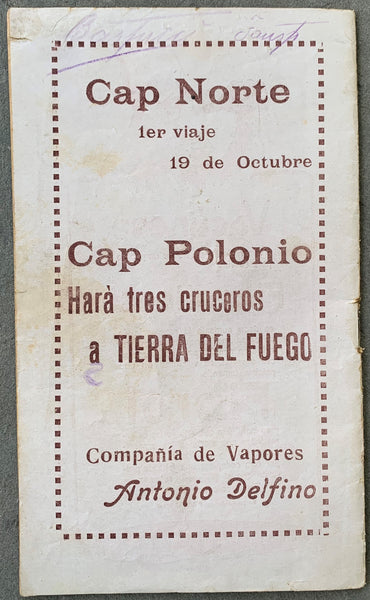 Cap Norte
1er viaje
19 de Octubre
Cap Polonio
Harà tres cruceros
a TIERRA DEL FUEGO
Compañía de Vapores
Antonio Delfino